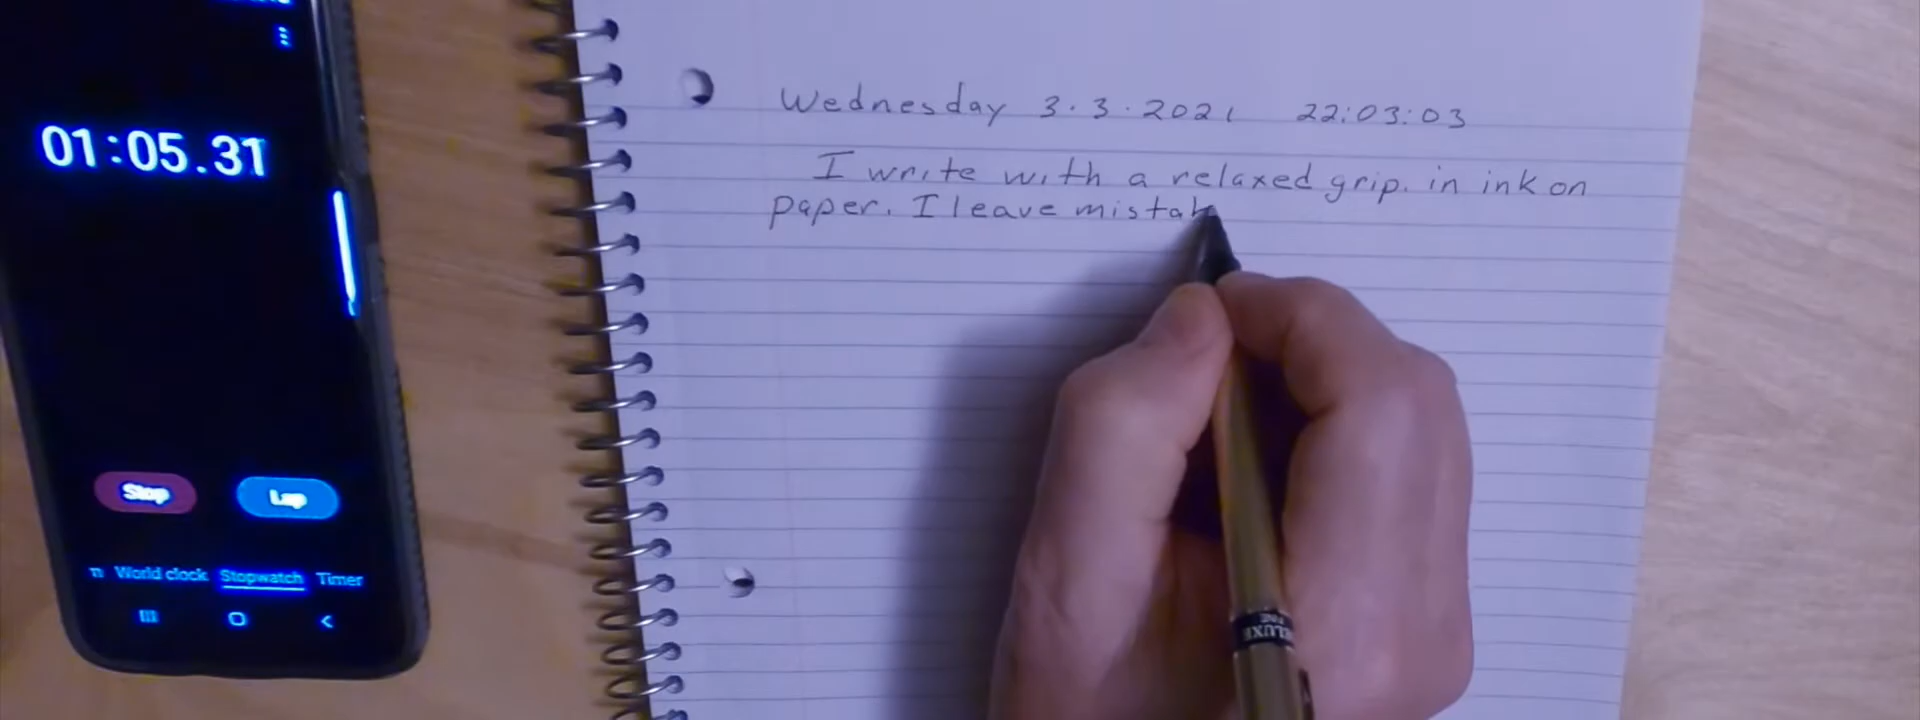 01:05.31
Stop Lap
World clock Stopwatch Timer
Wednesday 3.3.2021 22:03:03
I write with a relaxed grip. in ink on
paper. I leave mistak